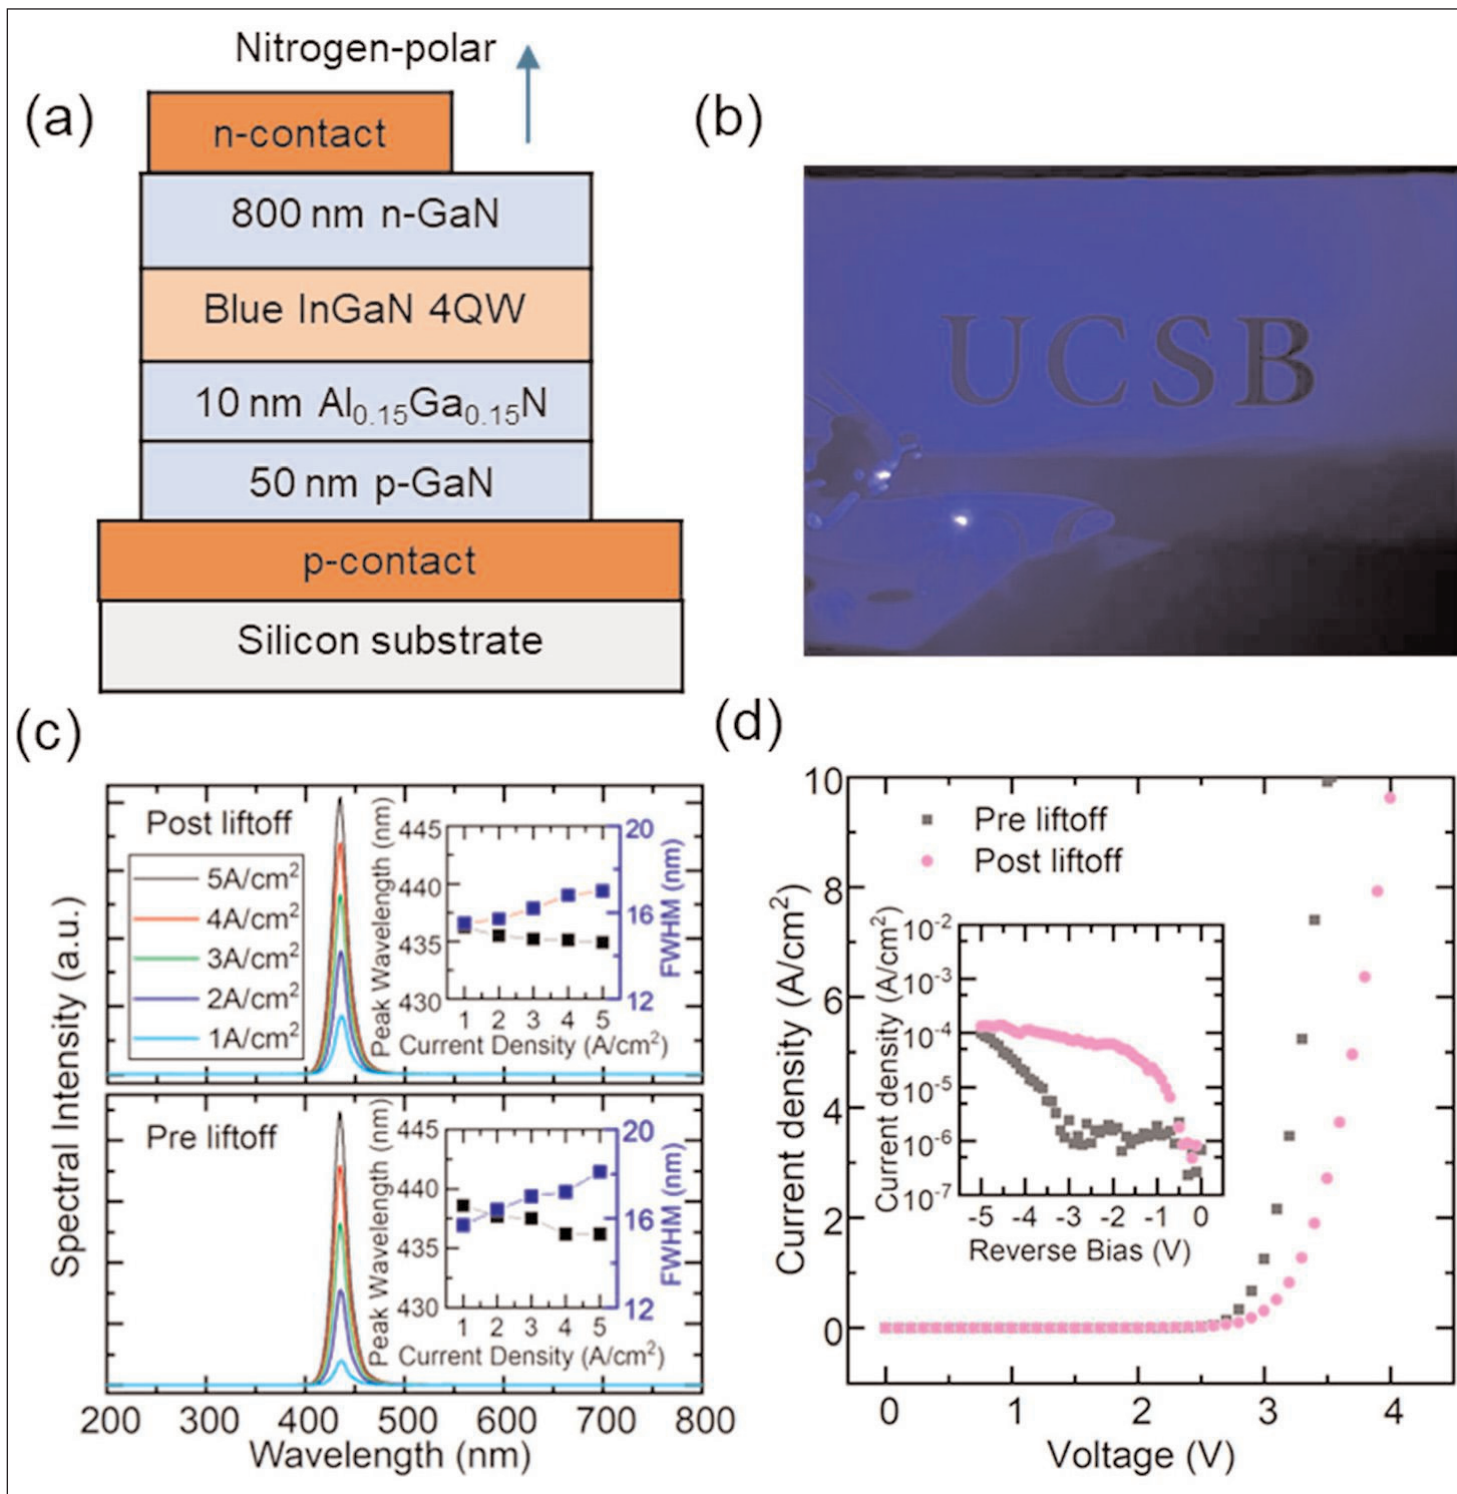 (a)
Nitrogen-polar
n-contact
800 nm n-GaN
Blue InGaN 4QW
10 nm Al₀.₁₅Ga₀.₁₅N
50 nm p-GaN
p-contact
Silicon substrate
(b)
UCSB
(c)
Spectral Intensity (a.u.)
Post liftoff
5A/cm²
4A/cm²
3A/cm²
2A/cm²
1A/cm²
Peak Wavelength (nm)
445
440
435
430
1 2 3 4 5
Current Density (A/cm²)
20
16
12
FWHM (nm)
Pre liftoff
Peak Wavelength (nm)
445
440
435
430
1 2 3 4 5
Current Density (A/cm²)
20
16
12
FWHM (nm)
200 300 400 500 600 700 800
Wavelength (nm)
(d)
Current density (A/cm²)
10
8
6
4
2
0
Pre liftoff
Post liftoff
Current density (A/cm²)
10⁻²
10⁻³
10⁻⁴
10⁻⁵
10⁻⁶
10⁻⁷
-5 -4 -3 -2 -1 0
Reverse Bias (V)
0 1 2 3 4
Voltage (V)